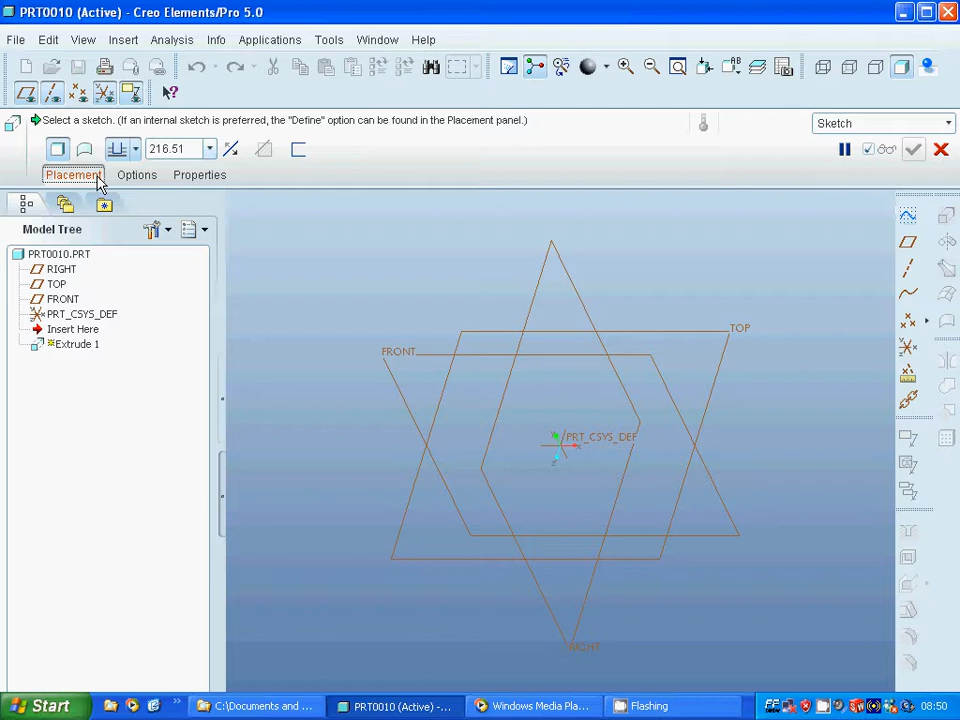 PRT0010 (Active) - Creo Elements/Pro 5.0
File Edit View Insert Analysis Info Applications Tools Window Help
Select a sketch. (If an internal sketch is preferred, the "Define" option can be found in the Placement panel.)
Sketch
216.51
Placement Options Properties
Model Tree
PRT0010.PRT
RIGHT
TOP
FRONT
PRT_CSYS_DEF
Insert Here
Extrude 1
TOP
FRONT
PRT_CSYS_DEF
X
Y
Z
RIGHT
Start
C:\Documents and ...
PRT0010 (Active) -...
Windows Media Pla...
Flashing
08:50